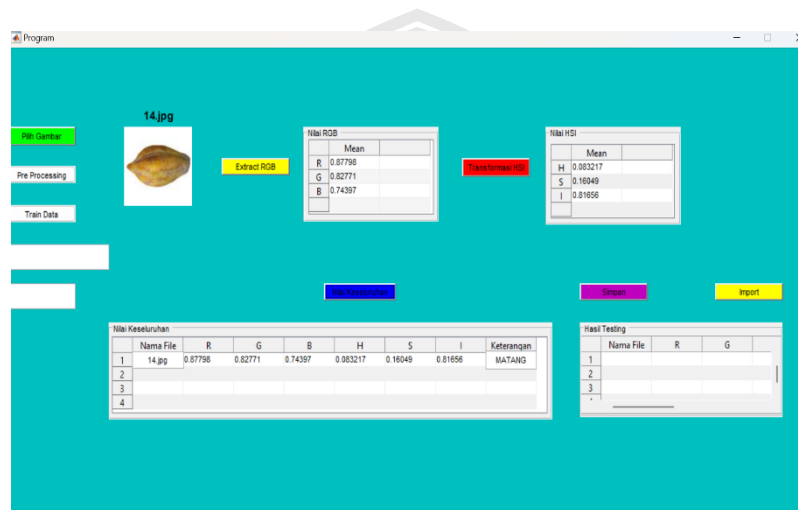 Program
14.jpg
Pilih Gambar
Pre Processing
Train Data
Extract RGB
Nilai RGB
Mean
R 0.87798
G 0.82771
B 0.74397
Transformasi HSI
Nilai HSI
Mean
H 0.083217
S 0.16049
I 0.81656
Nilai Keseluruhan
Simpan
Import
Nilai Keseluruhan
Nama File R G B H S I Keterangan
1 14.jpg 0.87798 0.82771 0.74397 0.083217 0.16049 0.81656 MATANG
2
3
4
Hasil Testing
Nama File R G
1
2
3